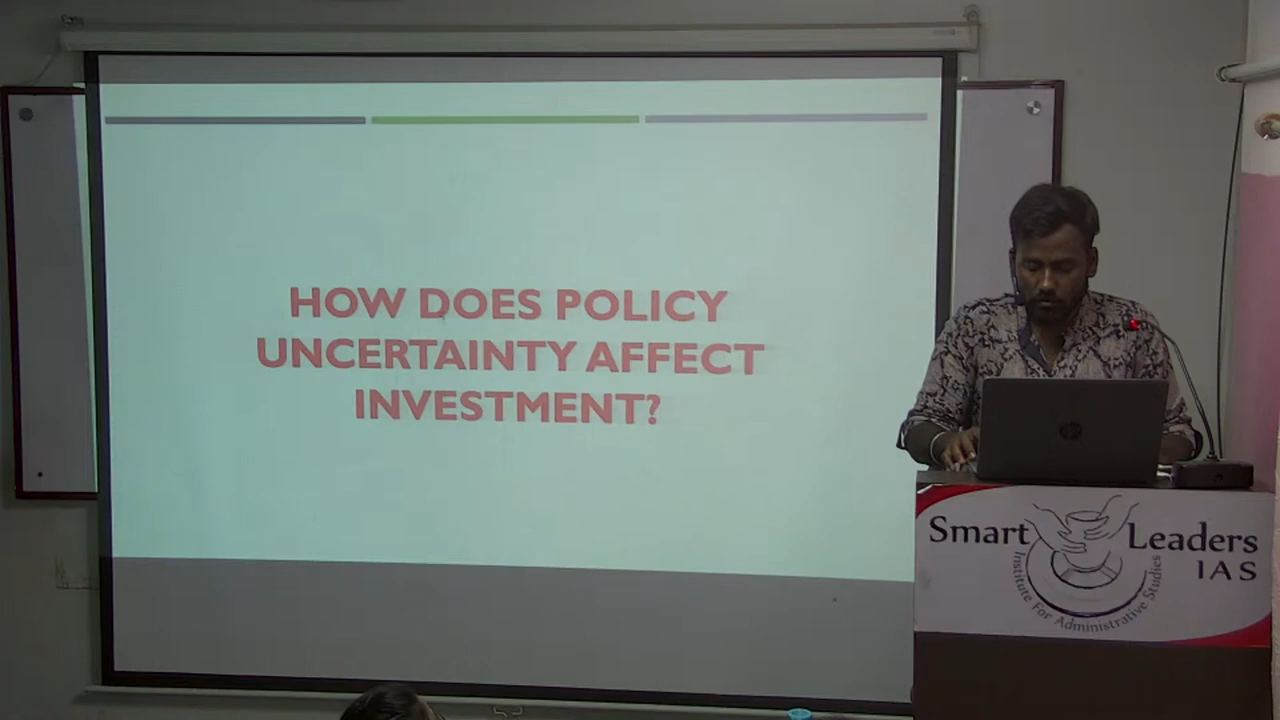 HOW DOES POLICY
UNCERTAINTY AFFECT
INVESTMENT?
Smart Leaders
IAS
Institute For Administrative Studies